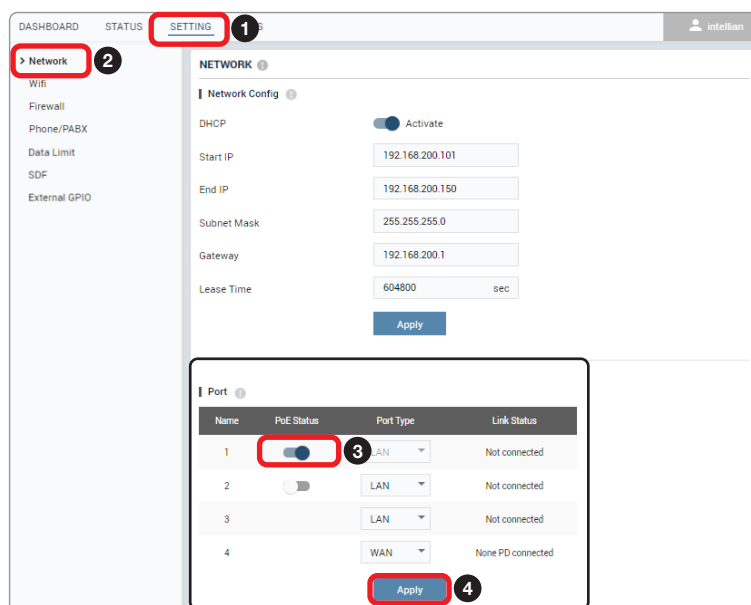 DASHBOARD STATUS SETTING 1 S intellian
Network 2
Wifi
Firewall
Phone/PABX
Data Limit
SDF
External GPIO
NETWORK
Network Config
DHCP Activate
Start IP 192.168.200.101
End IP 192.168.200.150
Subnet Mask 255.255.255.0
Gateway 192.168.200.1
Lease Time 604800 sec
Apply
Port
Name PoE Status Port Type Link Status
1 3 LAN Not connected
2 LAN Not connected
3 LAN Not connected
4 WAN None PD connected
Apply 4